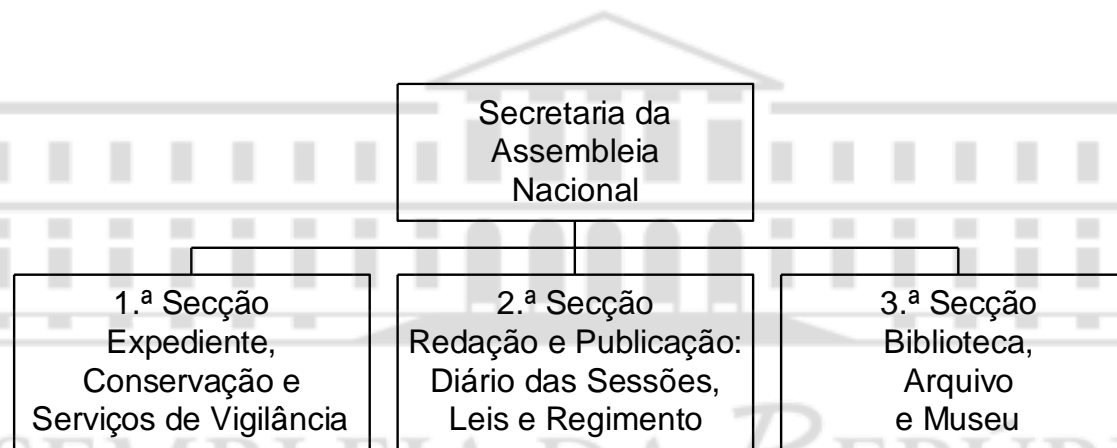 Secretaria da
Assembleia
Nacional
1.ª Secção
Expediente,
Conservação e
Serviços de Vigilância
2.ª Secção
Redação e Publicação:
Diário das Sessões,
Leis e Regimento
3.ª Secção
Biblioteca,
Arquivo
e Museu